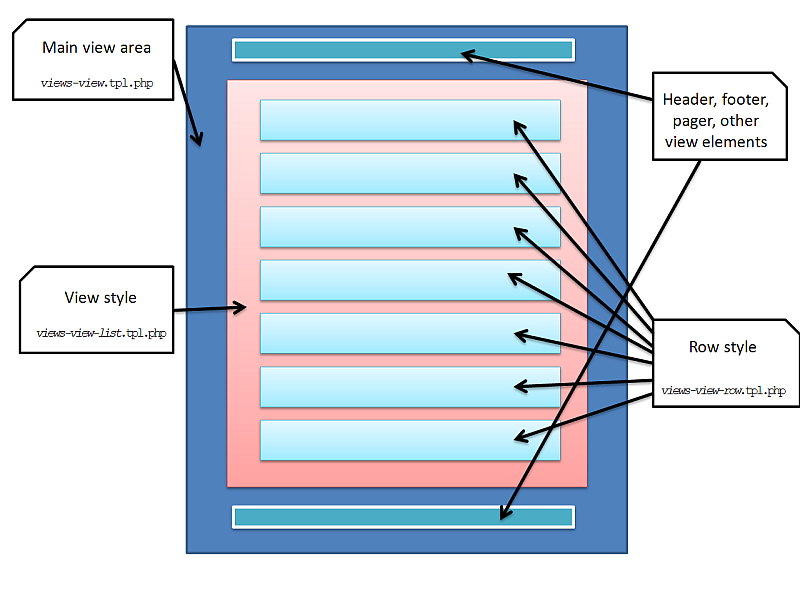 Main view area
views-view.tpl.php
Header, footer,
pager, other
view elements
View style
views-view-list.tpl.php
Row style
views-view-row.tpl.php